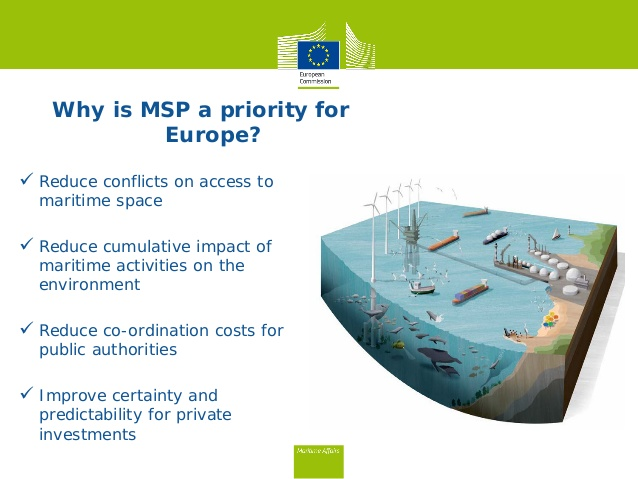 European
Commission
Why is MSP a priority for
Europe?
✓ Reduce conflicts on access to
maritime space
✓ Reduce cumulative impact of
maritime activities on the
environment
✓ Reduce co-ordination costs for
public authorities
✓ Improve certainty and
predictability for private
investments
Maritime Affairs